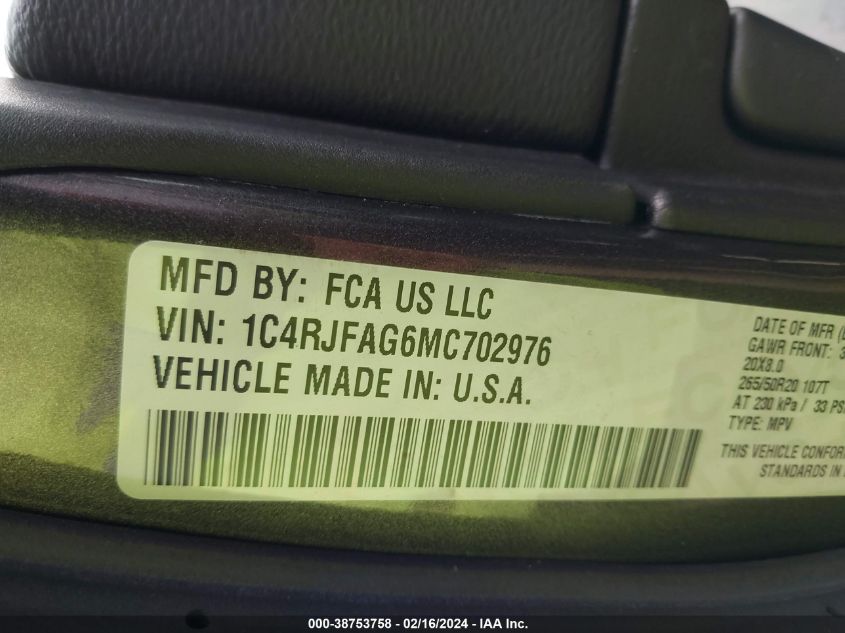 MFD BY: FCA US LLC
VIN: 1C4RJFAG6MC702976
VEHICLE MADE IN: U.S.A.
DATE OF MFR
GAWR FRONT: 3
20X8.0
265/50R20 107T
AT 230 kPa / 33 PSI
TYPE: MPV
THIS VEHICLE CONFOR
STANDARDS IN
000-38753758 - 02/16/2024 - IAA Inc.